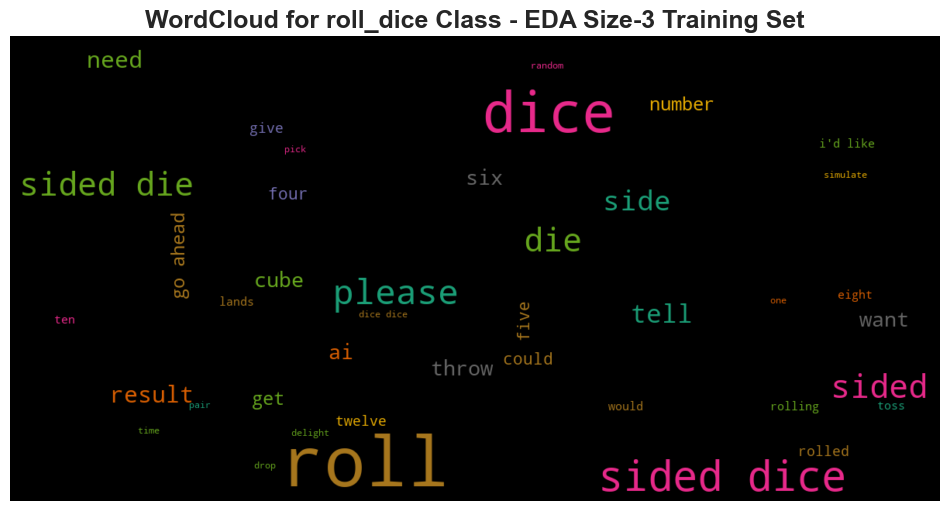 WordCloud for roll_dice Class - EDA Size-3 Training Set
need
random
dice
number
give
i'd like
pick
simulate
six
sided die
four
side
go ahead
die
cube
please
lands
one
eight
dice dice
five
tell
ten
want
ai
could
throw
sided
result
get
pair
would
rolling
toss
twelve
time
delight
roll
rolled
drop
sided dice